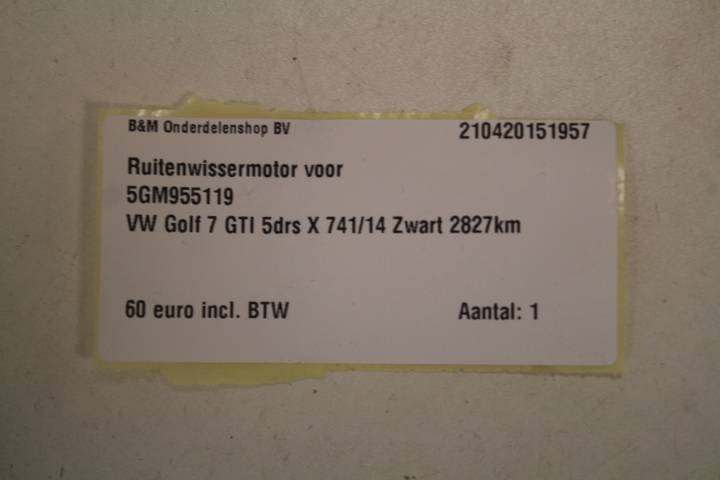 B&M Onderdelenshop BV 210420151957
Ruitenwissermotor voor
5GM955119
VW Golf 7 GTI 5drs X 741/14 Zwart 2827km
60 euro incl. BTW Aantal: 1